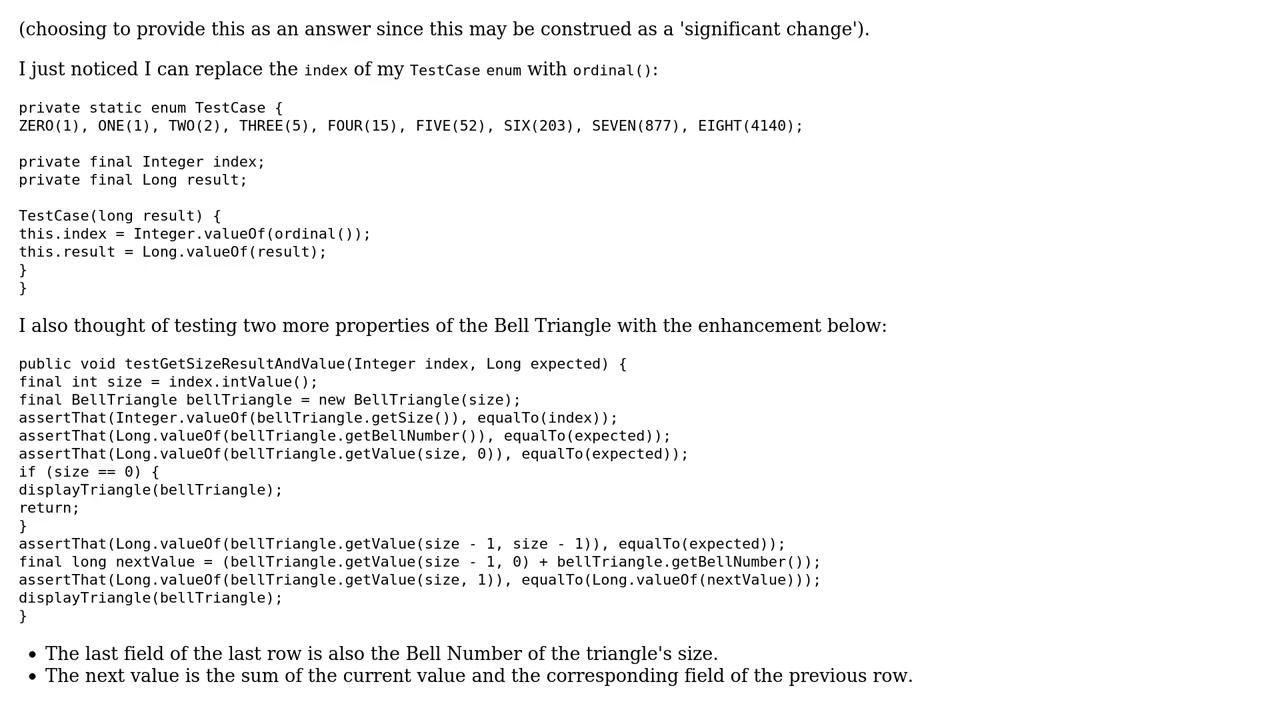 (choosing to provide this as an answer since this may be construed as a 'significant change').
I just noticed I can replace the index of my TestCase enum with ordinal():
private static enum TestCase {
ZERO(1), ONE(1), TWO(2), THREE(5), FOUR(15), FIVE(52), SIX(203), SEVEN(877), EIGHT(4140);
private final Integer index;
private final Long result;
TestCase(long result) {
this.index = Integer.valueOf(ordinal());
this.result = Long.valueOf(result);
}
}
I also thought of testing two more properties of the Bell Triangle with the enhancement below:
public void testGetSizeResultAndValue(Integer index, Long expected) {
final int size = index.intValue();
final BellTriangle bellTriangle = new BellTriangle(size);
assertThat(Integer.valueOf(bellTriangle.getSize()), equalTo(index));
assertThat(Long.valueOf(bellTriangle.getBellNumber()), equalTo(expected));
assertThat(Long.valueOf(bellTriangle.getValue(size, 0)), equalTo(expected));
if (size == 0) {
displayTriangle(bellTriangle);
return;
}
assertThat(Long.valueOf(bellTriangle.getValue(size - 1, size - 1)), equalTo(expected));
final long nextValue = (bellTriangle.getValue(size - 1, 0) + bellTriangle.getBellNumber());
assertThat(Long.valueOf(bellTriangle.getValue(size, 1)), equalTo(Long.valueOf(nextValue)));
displayTriangle(bellTriangle);
}
• The last field of the last row is also the Bell Number of the triangle's size.
• The next value is the sum of the current value and the corresponding field of the previous row.